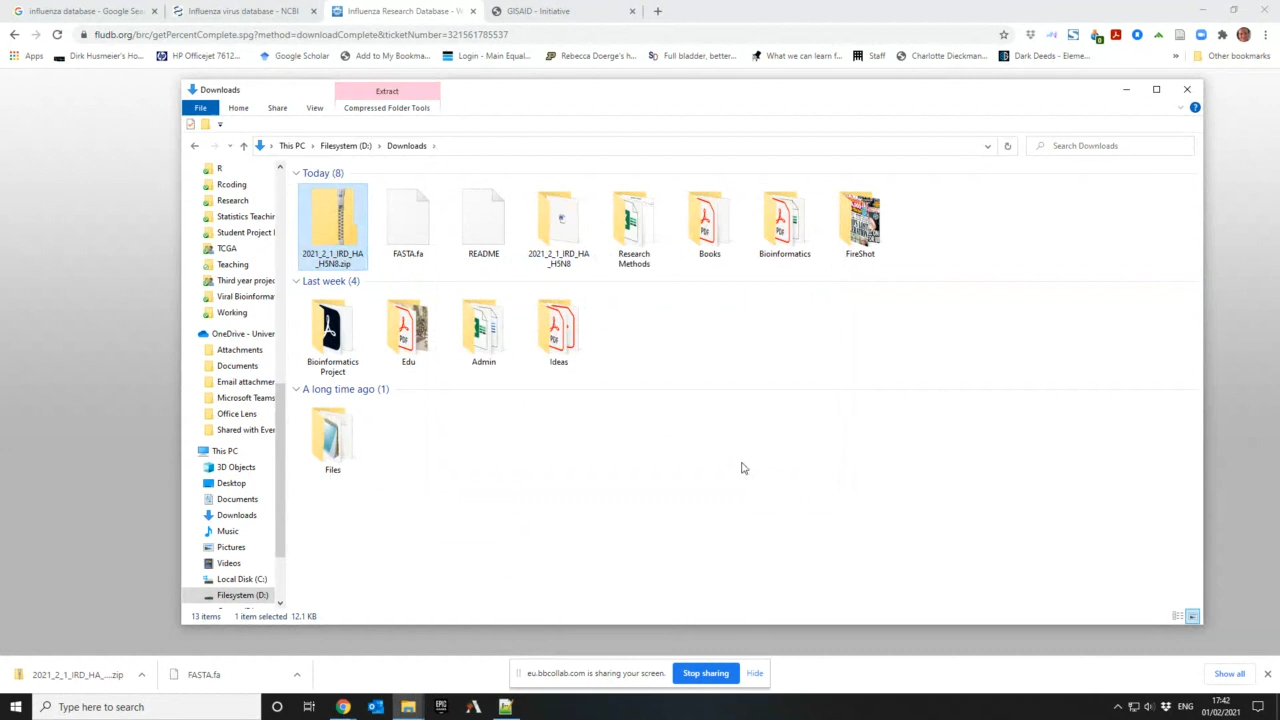 influenza database - Google Sea
Influenza virus database - NCBI
Influenza Research Database - W
GISAID - Initiative
fludb.org/brc/getPercentComplete.spg?method=downloadComplete&ticketNumber=321561785537
Apps
Dirk Husmeier's Ho...
HP Officejet 7612...
Google Scholar
Add to My Bookma...
Login - Main Equal...
Rebecca Doerge's h...
Full bladder, better...
What we can learn f...
Staff
Charlotte Dieckman...
Dark Deeds - Eleme...
»
Other bookmarks
Downloads
Extract
File
Home
Share
View
Compressed Folder Tools
This PC > Filesystem (D:) > Downloads >
Search Downloads
R
Rcoding
Research
Statistics Teachin
Student Project I
TCGA
Teaching
Third year projec
Viral Bioinforma
Working
OneDrive - Univer
Attachments
Documents
Email attachmer
Microsoft Teams
Office Lens
Shared with Ever
This PC
3D Objects
Desktop
Documents
Downloads
Music
Pictures
Videos
Local Disk (C:)
Filesystem (D:)
Today (8)
2021_2_1_IRD_HA
_H5N8.zip
FASTA.fa
README
2021_2_1_IRD_HA
_H5N8
Research
Methods
Books
Bioinformatics
FireShot
Last week (4)
Bioinformatics
Project
Edu
Admin
Ideas
A long time ago (1)
Files
13 items
1 item selected 12.1 KB
2021_2_1_IRD_HA_....zip
FASTA.fa
eu.bbcollab.com is sharing your screen.
Stop sharing
Hide
Show all
Type here to search
EPIC
ENG
17:42
01/02/2021